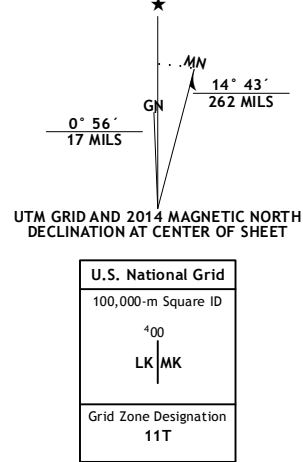 ★
MN
GN
14° 43´
262 MILS
0° 56´
17 MILS
UTM GRID AND 2014 MAGNETIC NORTH
DECLINATION AT CENTER OF SHEET
U.S. National Grid
100,000-m Square ID
⁴00
LK MK
Grid Zone Designation
11T